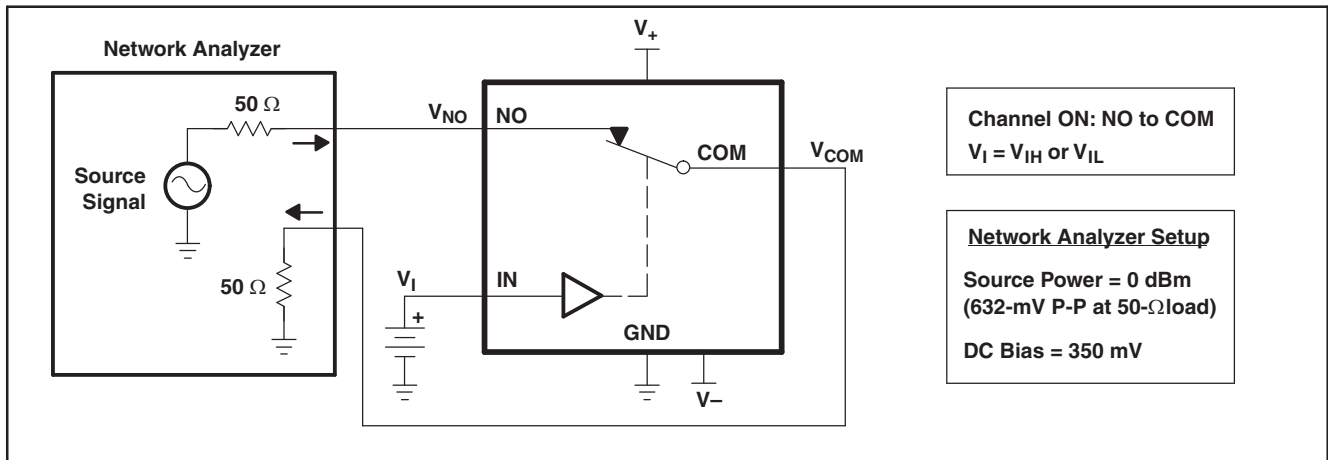 Network Analyzer
50 Ω
Source
Signal
50 Ω
V+
VNO
NO
COM
VCOM
VI
IN
+
GND
V–
Channel ON: NO to COM
VI = VIH or VIL
Network Analyzer Setup
Source Power = 0 dBm
(632-mV P-P at 50-Ωload)
DC Bias = 350 mV